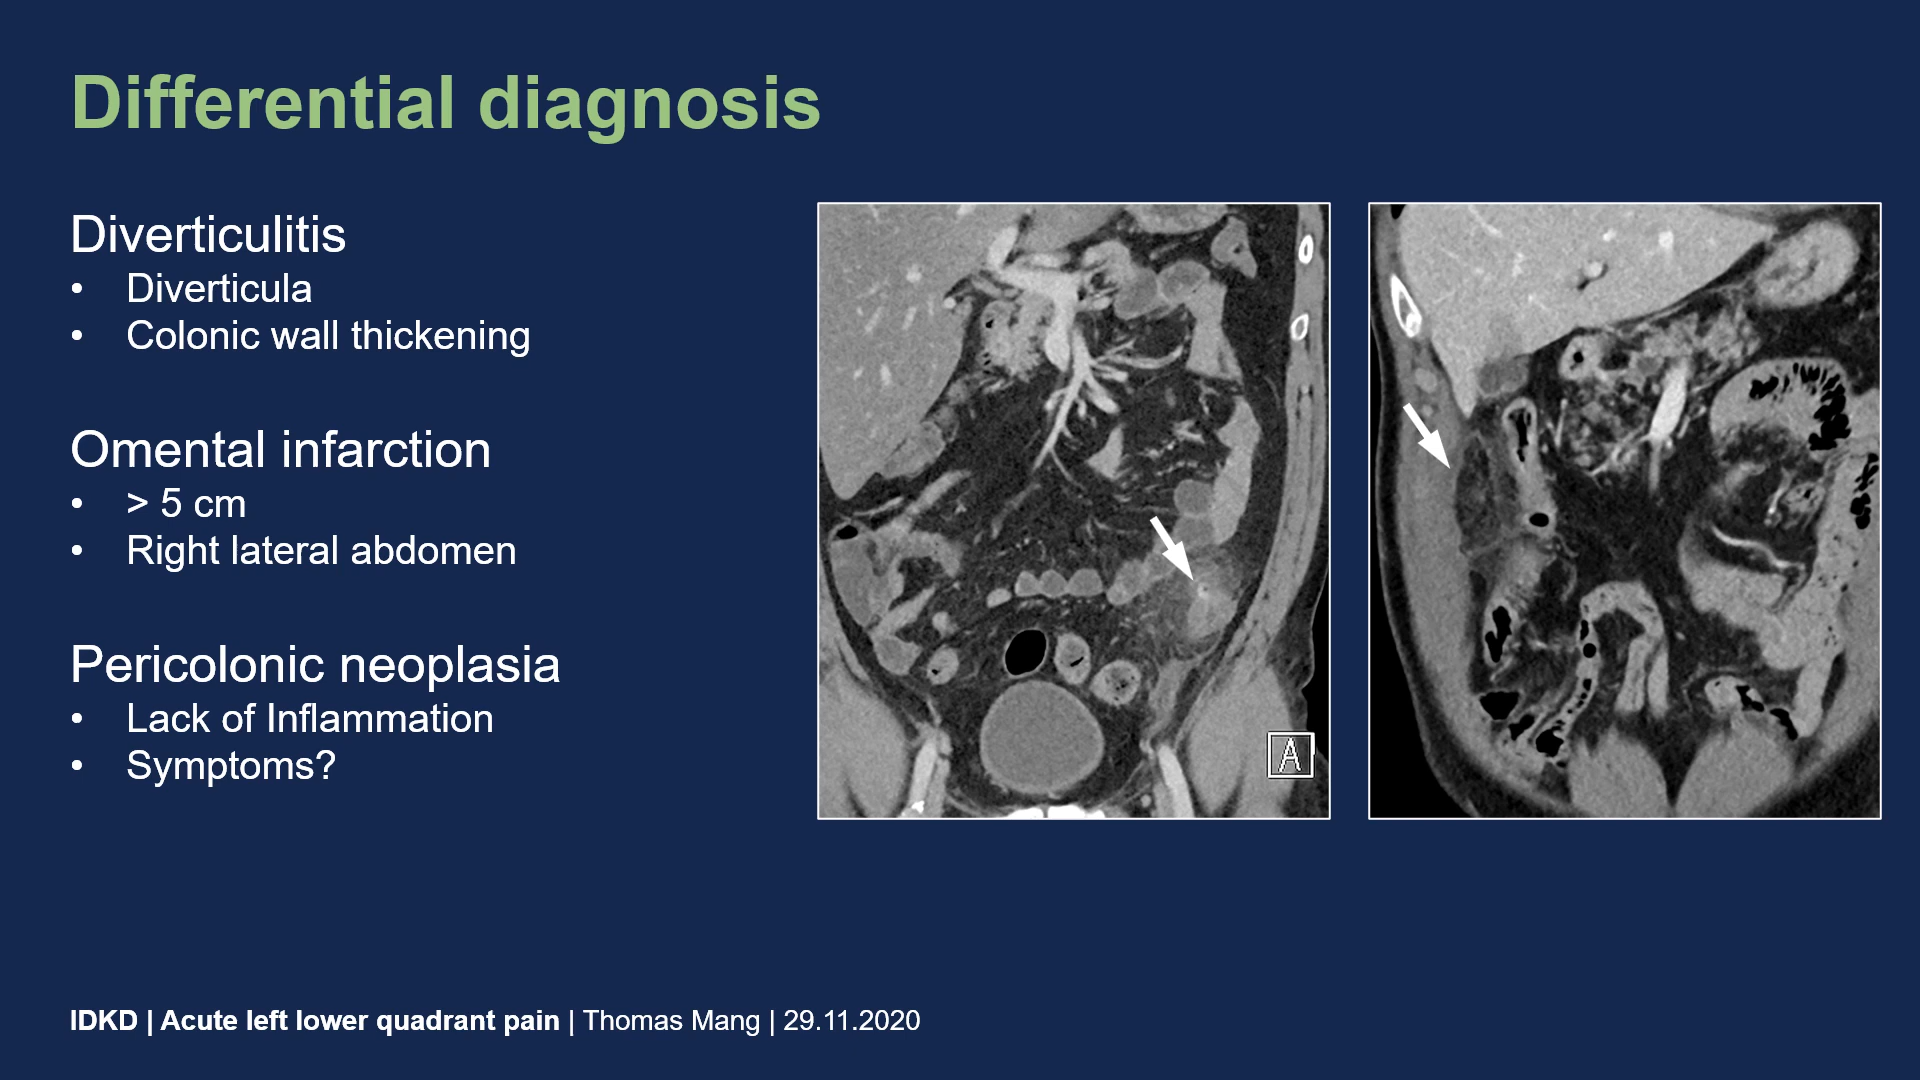 Differential diagnosis
Diverticulitis
• Diverticula
• Colonic wall thickening
Omental infarction
• > 5 cm
• Right lateral abdomen
Pericolonic neoplasia
• Lack of Inflammation
• Symptoms?
A
IDKD | Acute left lower quadrant pain | Thomas Mang | 29.11.2020